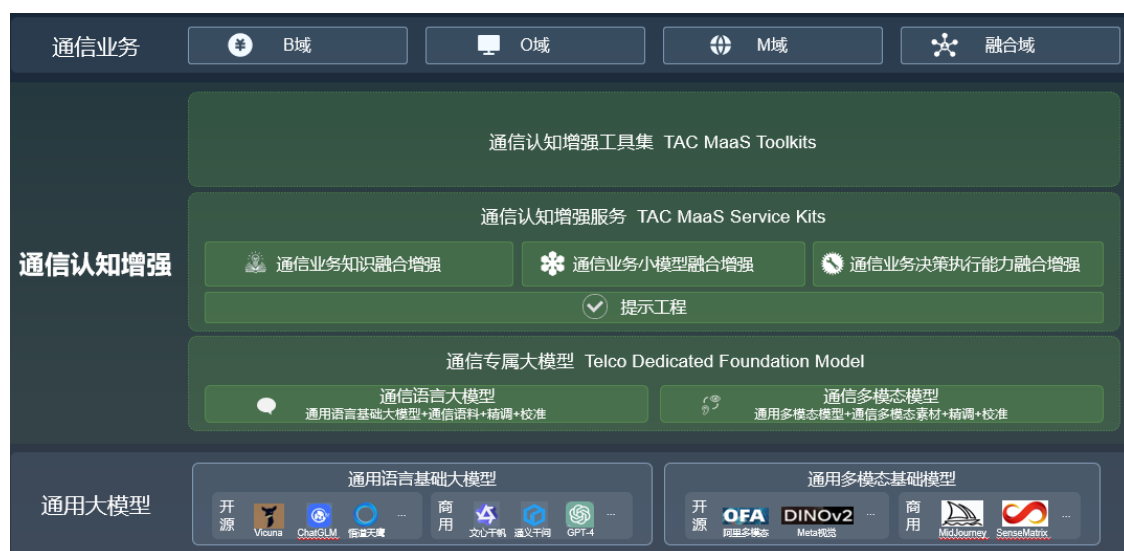 通信业务
B域
O域
M域
融合域
通信认知增强
通信认知增强工具集 TAC MaaS Toolkits
通信认知增强服务 TAC MaaS Service Kits
通信业务知识融合增强
通信业务小模型融合增强
通信业务决策执行能力融合增强
提示工程
通信专属大模型 Telco Dedicated Foundation Model
通信语言大模型
通用语言基础大模型+通信语料+精调+校准
通信多模态模型
通用多模态模型+通信多模态素材+精调+校准
通用大模型
通用语言基础大模型
开源
Vicuna
ChatGLM
悟道天鹰
...
商用
文心千帆
通义千问
GPT-4
...
通用多模态基础模型
开源
OFA
阿里多模态
DINOv2
Meta视觉
...
商用
MidJourney
SenseMatrix
...